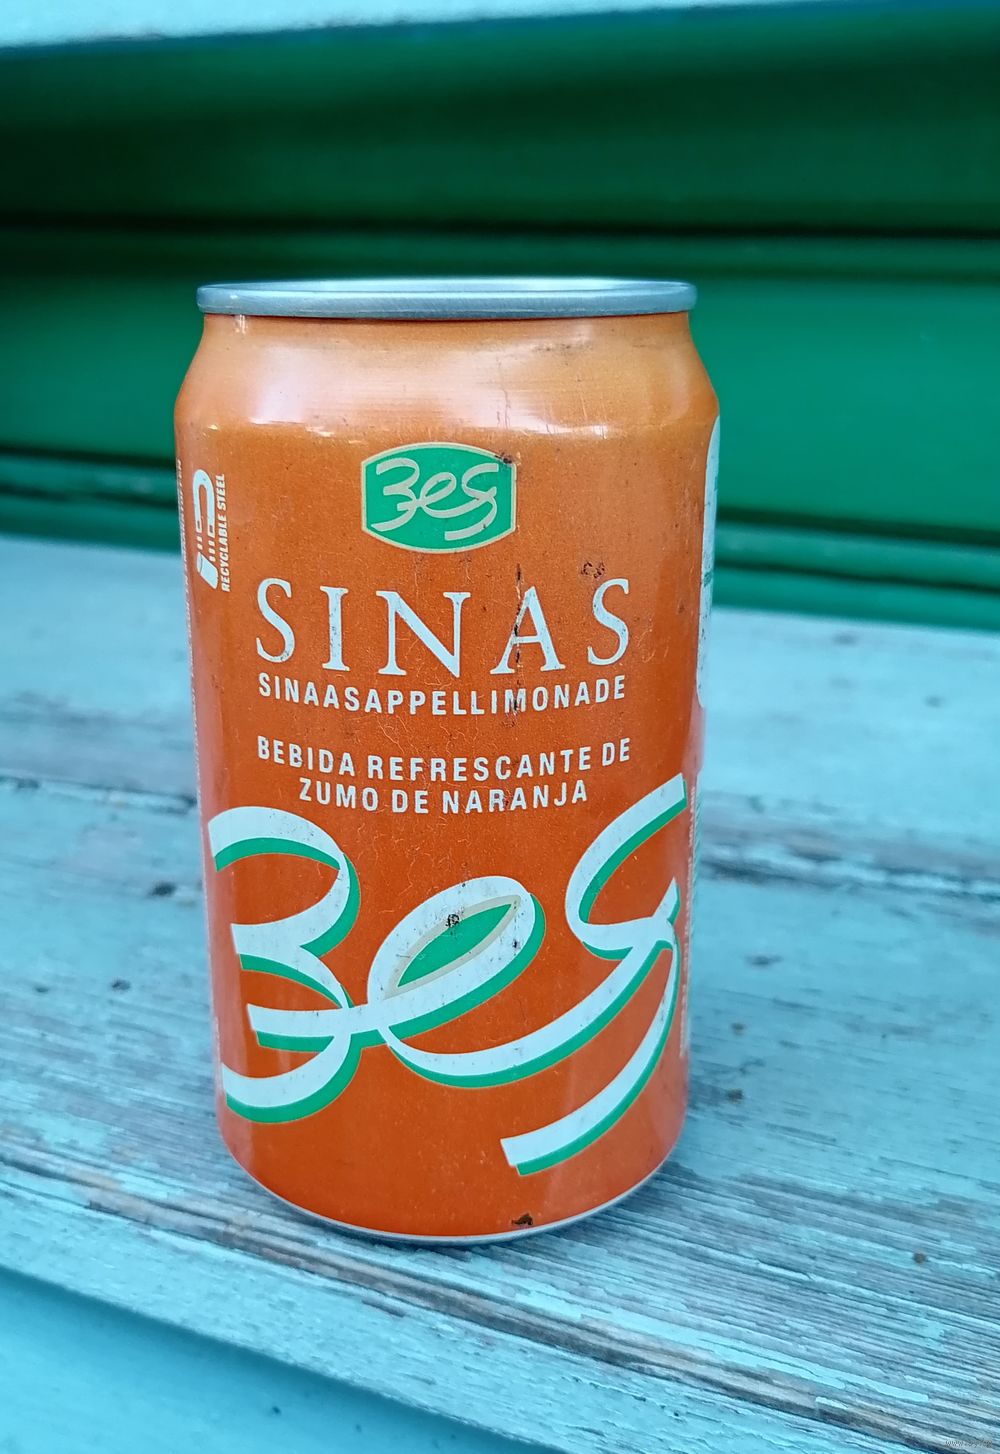 3es
SINAS
SINAASAPPELLIMONADE
BEBIDA REFRESCANTE DE
ZUMO DE NARANJA
3es
RECYCLABLE STEEL